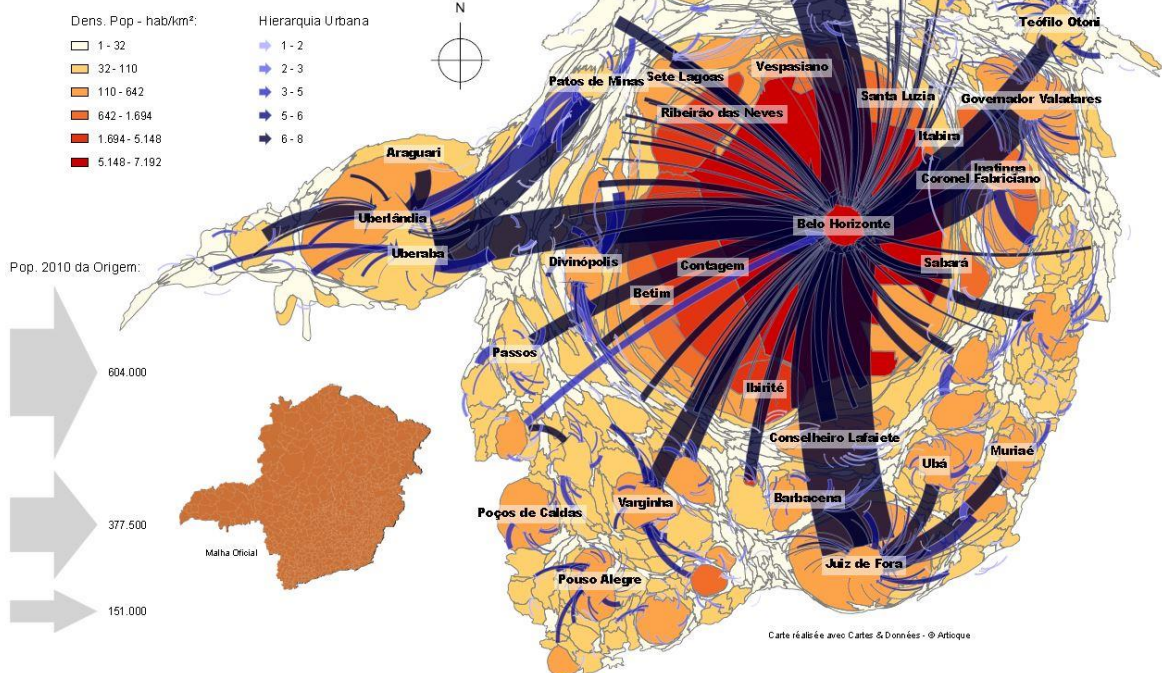 Dens. Pop - hab/km²:
1 - 32
32 - 110
110 - 642
642 - 1.694
1.694 - 5.148
5.148 - 7.192
Hierarquia Urbana
1 - 2
2 - 3
3 - 5
5 - 6
6 - 8
N
Teófilo Otoni
Vespasiano
Sete Lagoas
Patos de Minas
Santa Luzia
Governador Valadares
Ribeirão das Neves
Itabira
Araguari
Ipatinga
Coronel Fabriciano
Uberlândia
Belo Horizonte
Uberaba
Divinópolis
Contagem
Sabará
Pop. 2010 da Origem:
Betim
Passos
604.000
Ibirité
Conselheiro Lafaiete
Muriaé
Ubá
Barbacena
Varginha
Poços de Caldas
377.500
Malha Oficial
Juiz de Fora
Pouso Alegre
151.000
Carte réalisée avec Cartes & Données - © Articque